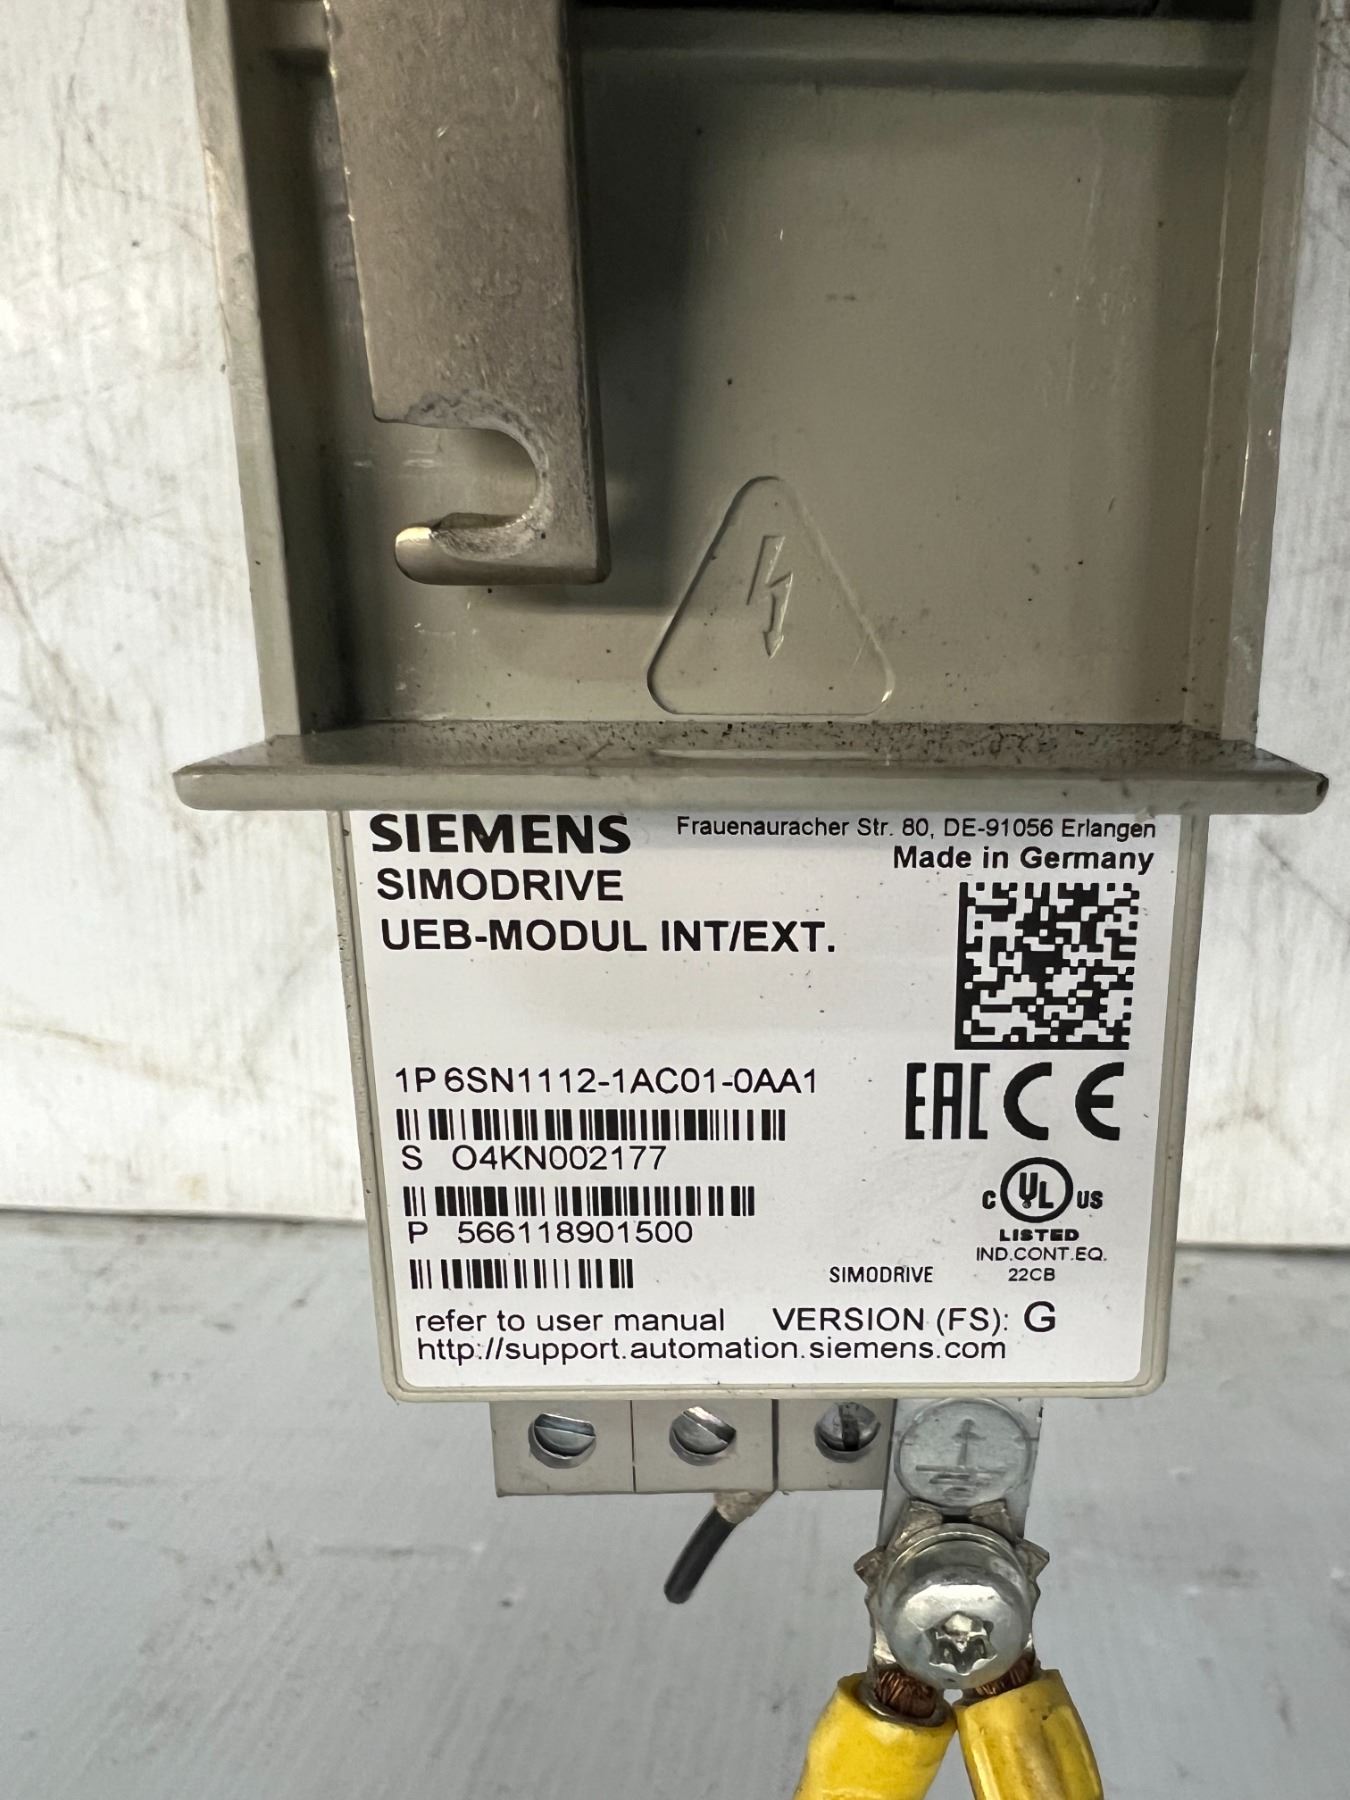 SIEMENS
Frauenauracher Str. 80, DE-91056 Erlangen
Made in Germany
SIMODRIVE
UEB-MODUL INT/EXT.
1P 6SN1112-1AC01-0AA1
EAC CE
S O4KN002177
C UL US
LISTED
IND.CONT.EQ.
22CB
P 566118901500
SIMODRIVE
refer to user manual VERSION (FS): G
http://support.automation.siemens.com